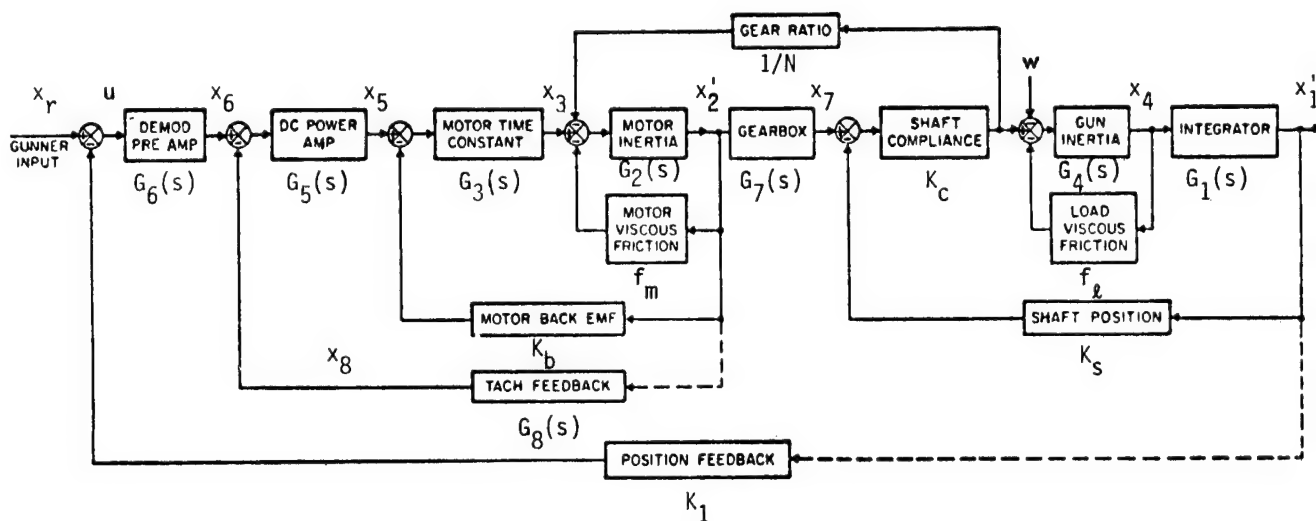 GEAR RATIO
1/N
x_r
u
x_6
x_5
x_3
x_2'
x_7
w
x_4
x_1'
GUNNER INPUT
DEMOD PRE AMP
DC POWER AMP
MOTOR TIME CONSTANT
MOTOR INERTIA
GEARBOX
SHAFT COMPLIANCE
GUN INERTIA
INTEGRATOR
G_6(s)
G_5(s)
G_3(s)
G_2(s)
G_7(s)
K_c
G_4(s)
G_1(s)
MOTOR VISCOUS FRICTION
f_m
LOAD VISCOUS FRICTION
f_ℓ
MOTOR BACK EMF
K_b
SHAFT POSITION
K_s
x_8
TACH FEEDBACK
G_8(s)
POSITION FEEDBACK
K_1